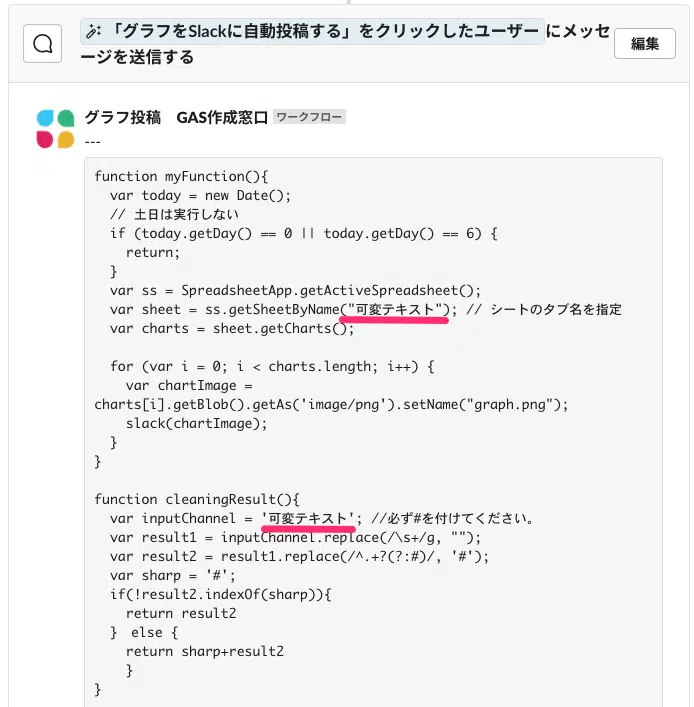 「グラフをSlackに自動投稿する」をクリックしたユーザー にメッセ
ージを送信する
編集
グラフ投稿　GAS作成窓口 ワークフロー
---
function myFunction(){
  var today = new Date();
  // 土日は実行しない
  if (today.getDay() == 0 || today.getDay() == 6) {
    return;
  }
  var ss = SpreadsheetApp.getActiveSpreadsheet();
  var sheet = ss.getSheetByName("可変テキスト"); // シートのタブ名を指定
  var charts = sheet.getCharts();

  for (var i = 0; i < charts.length; i++) {
    var chartImage =
charts[i].getBlob().getAs('image/png').setName("graph.png");
    slack(chartImage);
  }
}

function cleaningResult(){
  var inputChannel = '可変テキスト'; //必ず#を付けてください。
  var result1 = inputChannel.replace(/\s+/g, "");
  var result2 = result1.replace(/^.+?(?:#)/, '#');
  var sharp = '#';
  if(!result2.indexOf(sharp)){
    return result2
  }　else {
    return sharp+result2
    }
}